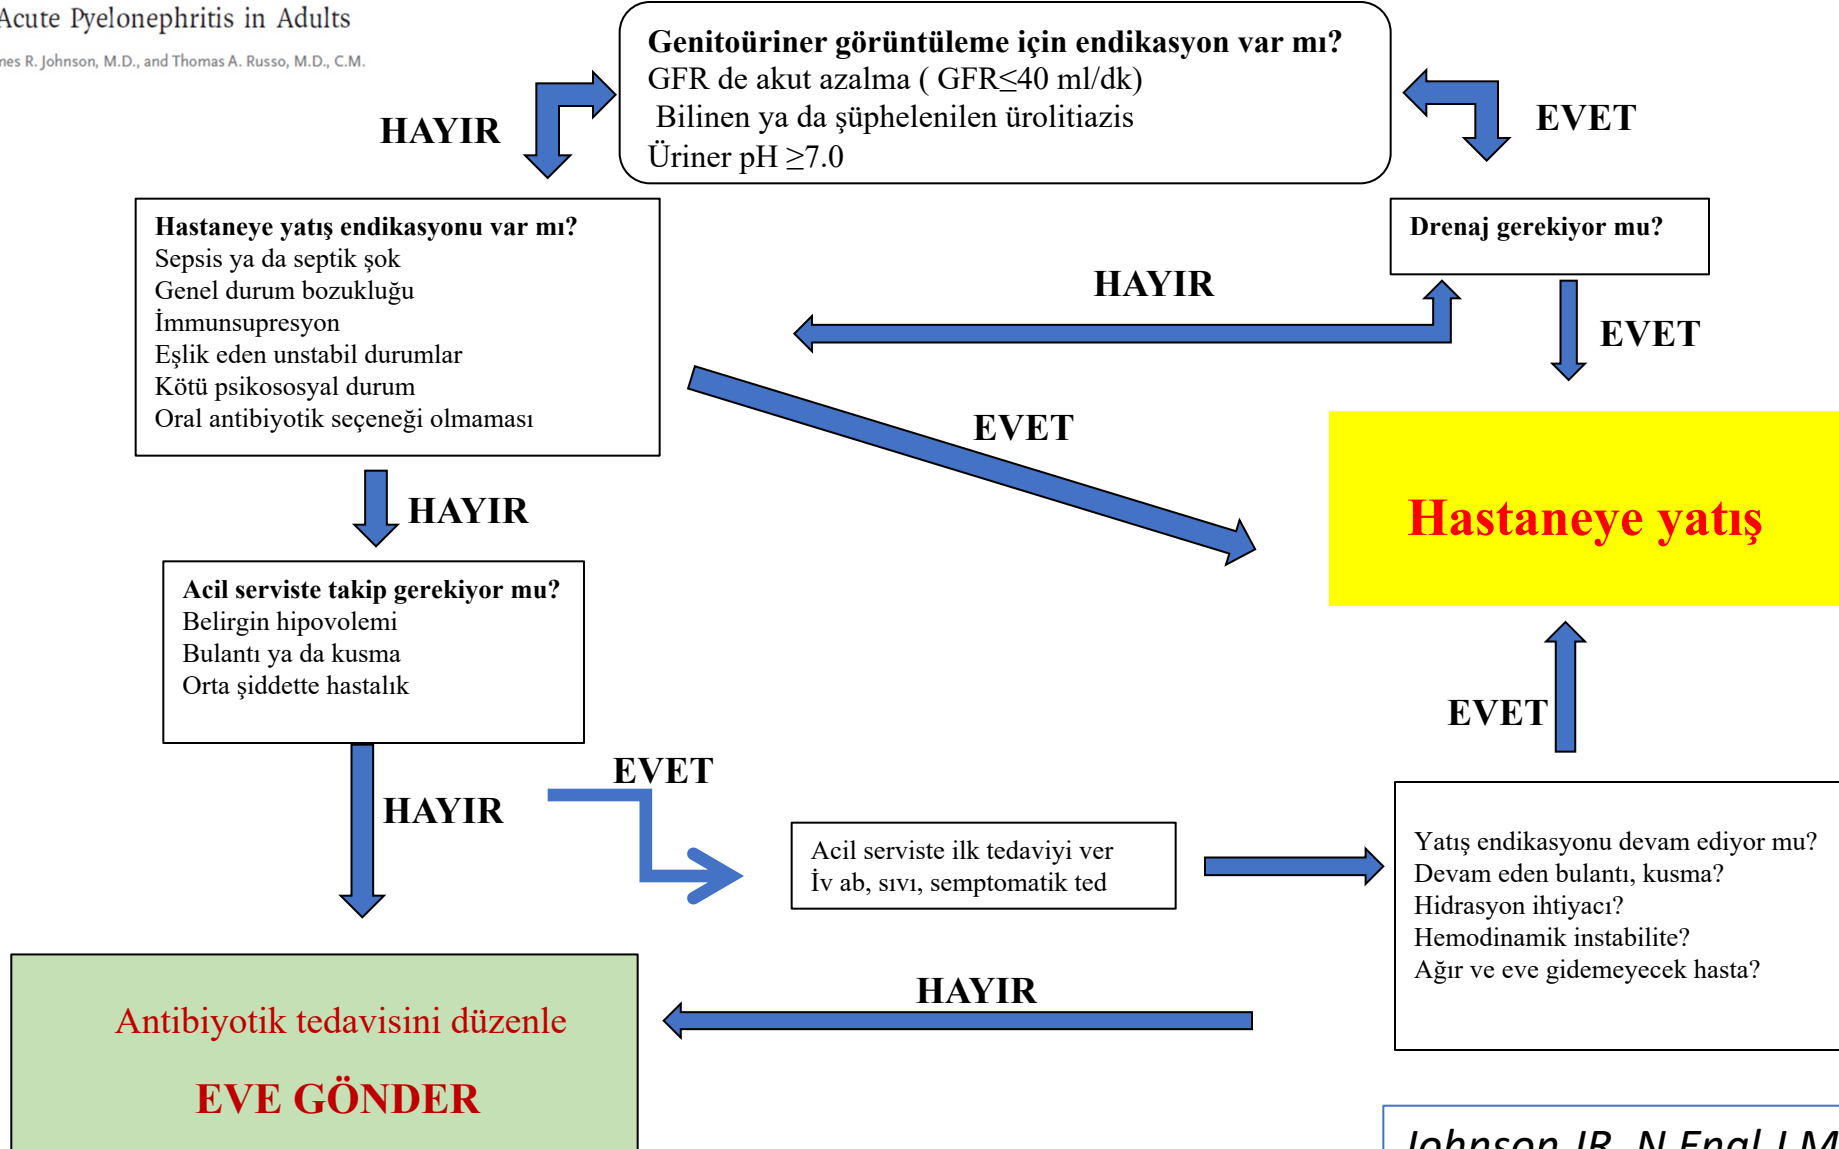 Acute Pyelonephritis in Adults
James R. Johnson, M.D., and Thomas A. Russo, M.D., C.M.
Genitoüriner görüntüleme için endikasyon var mı?
GFR de akut azalma ( GFR≤40 ml/dk)
Bilinen ya da şüphelenilen ürolitiazis
Üriner pH ≥7.0
HAYIR
EVET
Hastaneye yatış endikasyonu var mı?
Sepsis ya da septik şok
Genel durum bozukluğu
İmmunsupresyon
Eşlik eden unstabil durumlar
Kötü psikososyal durum
Oral antibiyotik seçeneği olmaması
Drenaj gerekiyor mu?
HAYIR
EVET
EVET
Hastaneye yatış
HAYIR
Acil serviste takip gerekiyor mu?
Belirgin hipovolemi
Bulantı ya da kusma
Orta şiddette hastalık
EVET
HAYIR
EVET
Acil serviste ilk tedaviyi ver
İv ab, sıvı, semptomatik ted
Yatış endikasyonu devam ediyor mu?
Devam eden bulantı, kusma?
Hidrasyon ihtiyacı?
Hemodinamik instabilite?
Ağır ve eve gidemeyecek hasta?
HAYIR
Antibiyotik tedavisini düzenle
EVE GÖNDER
Johnson JR, N Engl J M